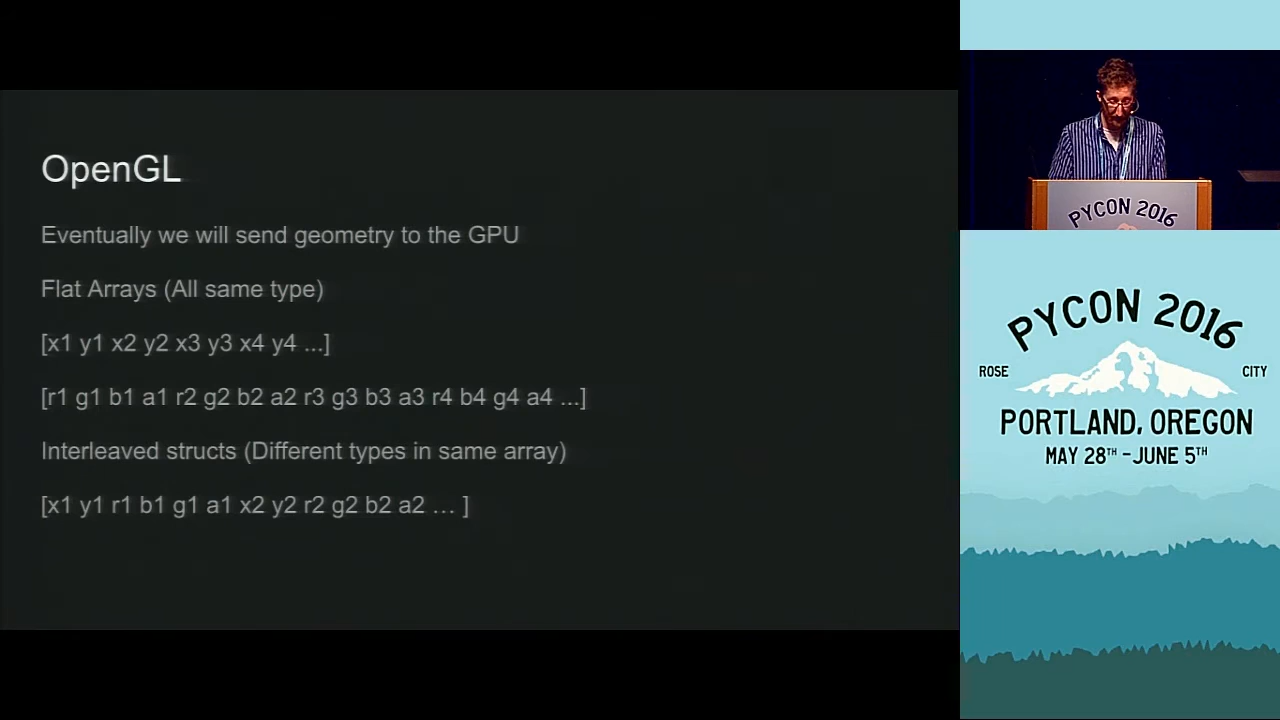 OpenGL
Eventually we will send geometry to the GPU
Flat Arrays (All same type)
[x1 y1 x2 y2 x3 y3 x4 y4 ...]
[r1 g1 b1 a1 r2 g2 b2 a2 r3 g3 b3 a3 r4 b4 g4 a4 ...]
Interleaved structs (Different types in same array)
[x1 y1 r1 b1 g1 a1 x2 y2 r2 g2 b2 a2 … ]
PYCON 2016
PYCON 2016
ROSE CITY
PORTLAND, OREGON
MAY 28TH - JUNE 5TH